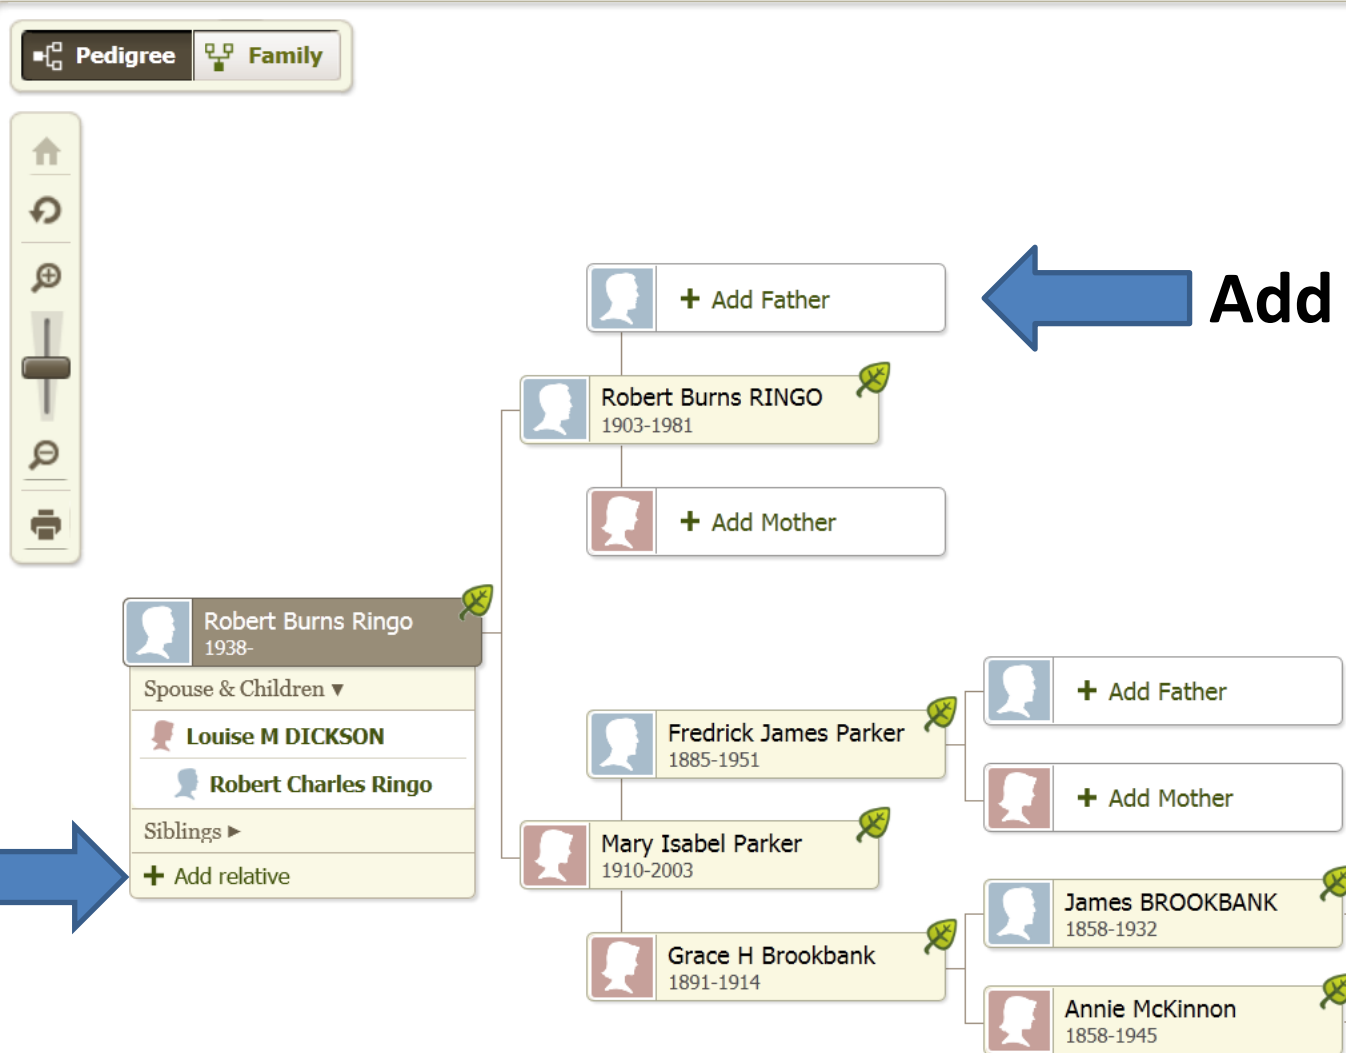 Pedigree
Family
+ Add Father
Add
Robert Burns RINGO
1903-1981
+ Add Mother
Robert Burns Ringo
1938-
Spouse & Children ▼
Louise M DICKSON
Robert Charles Ringo
Siblings ►
+ Add relative
Fredrick James Parker
1885-1951
+ Add Father
+ Add Mother
Mary Isabel Parker
1910-2003
Grace H Brookbank
1891-1914
James BROOKBANK
1858-1932
Annie McKinnon
1858-1945